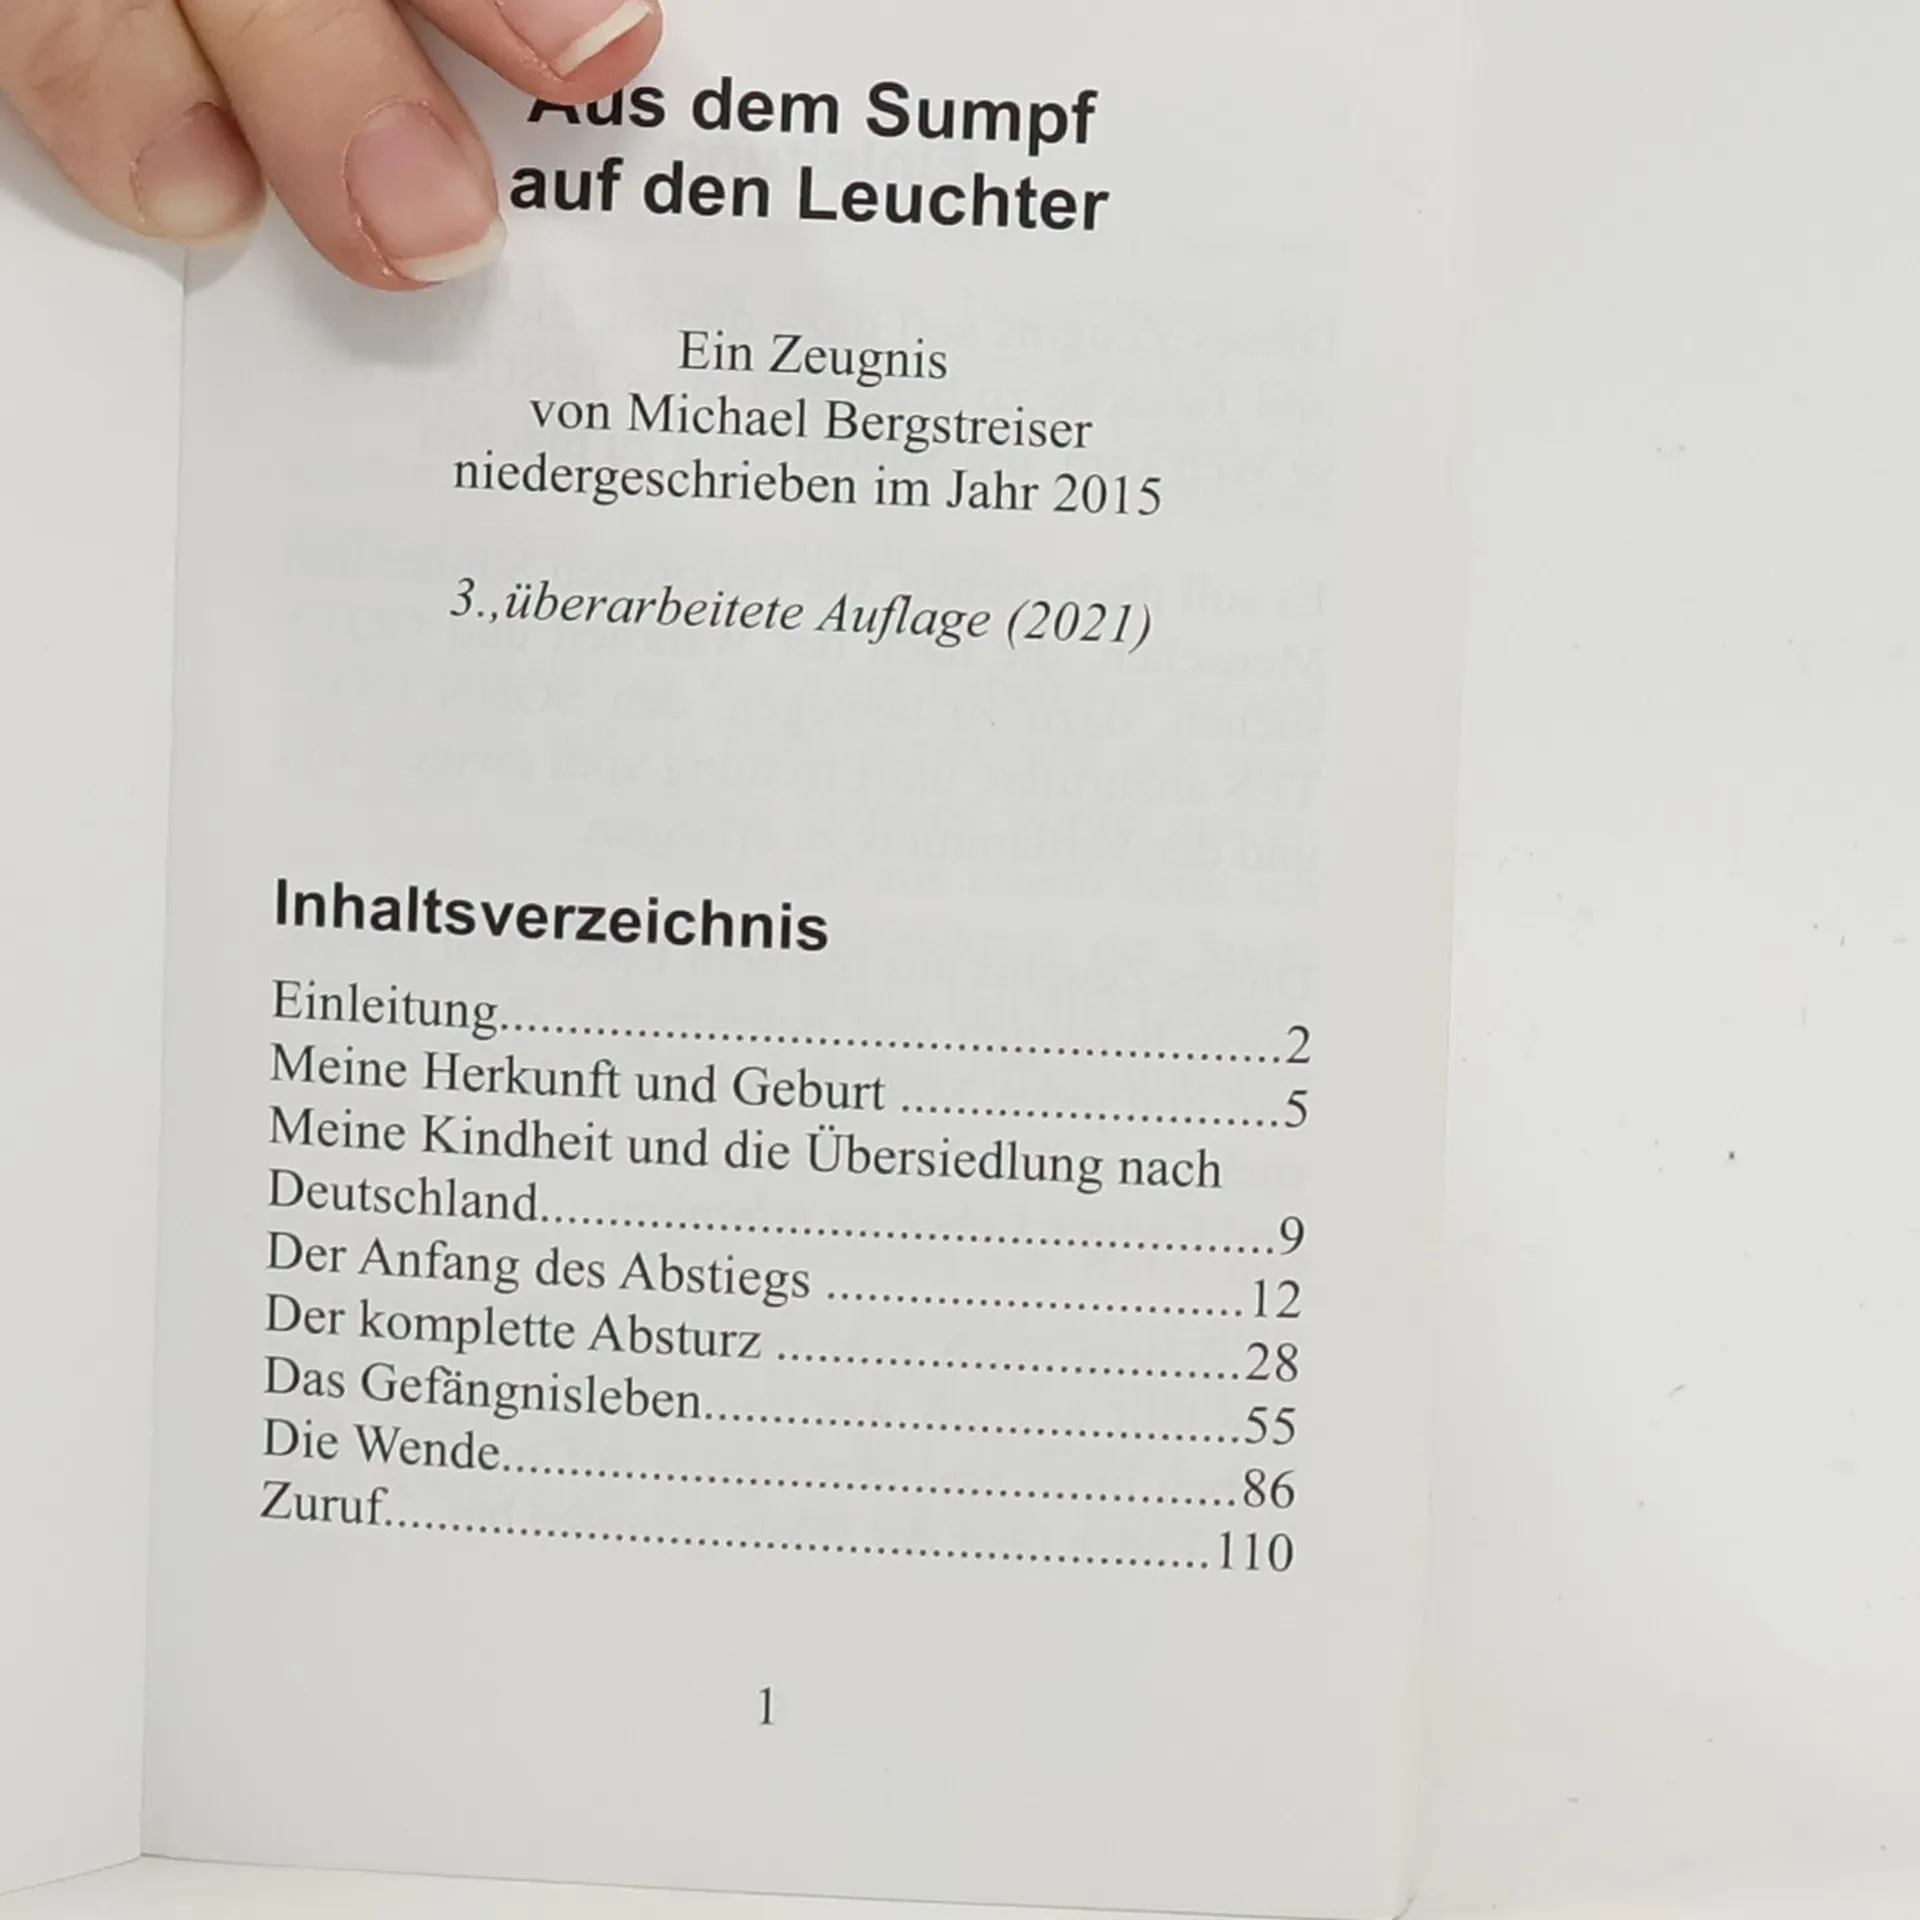 Aus dem Sumpf
auf den Leuchter
Ein Zeugnis
von Michael Bergstreiser
niedergeschrieben im Jahr 2015
3.,überarbeitete Auflage (2021)
Inhaltsverzeichnis
Einleitung..........................................................2
Meine Herkunft und Geburt ............................5
Meine Kindheit und die Übersiedlung nach
Deutschland......................................................9
Der Anfang des Abstiegs ..............................12
Der komplette Absturz ..................................28
Das Gefängnisleben.......................................55
Die Wende.....................................................86
Zuruf............................................................110
1